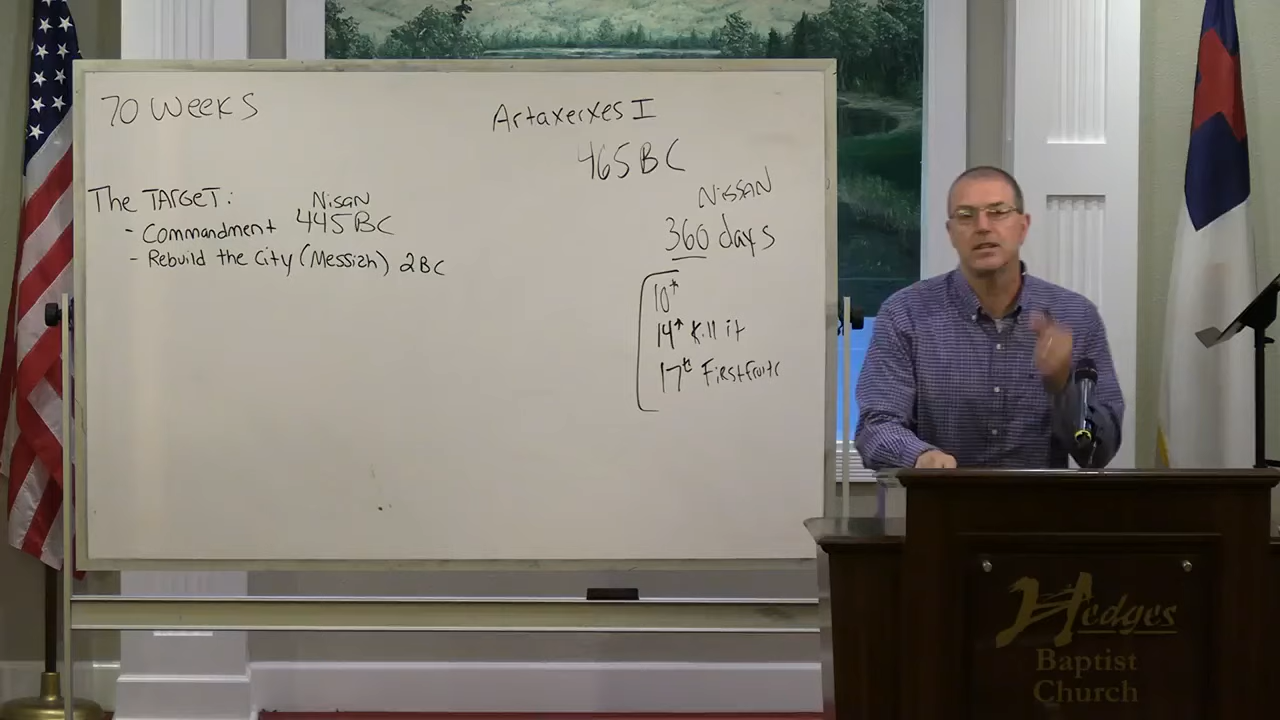 70 Weeks
Artaxerxes I
465 BC
The TARGET:
Nisan
- Commandment 445 BC
- Rebuild the City (Messiah) 2 BC
NISSAN
360 days
10th
14th Kill it
17th Firstfruits
Hedges
Baptist
Church